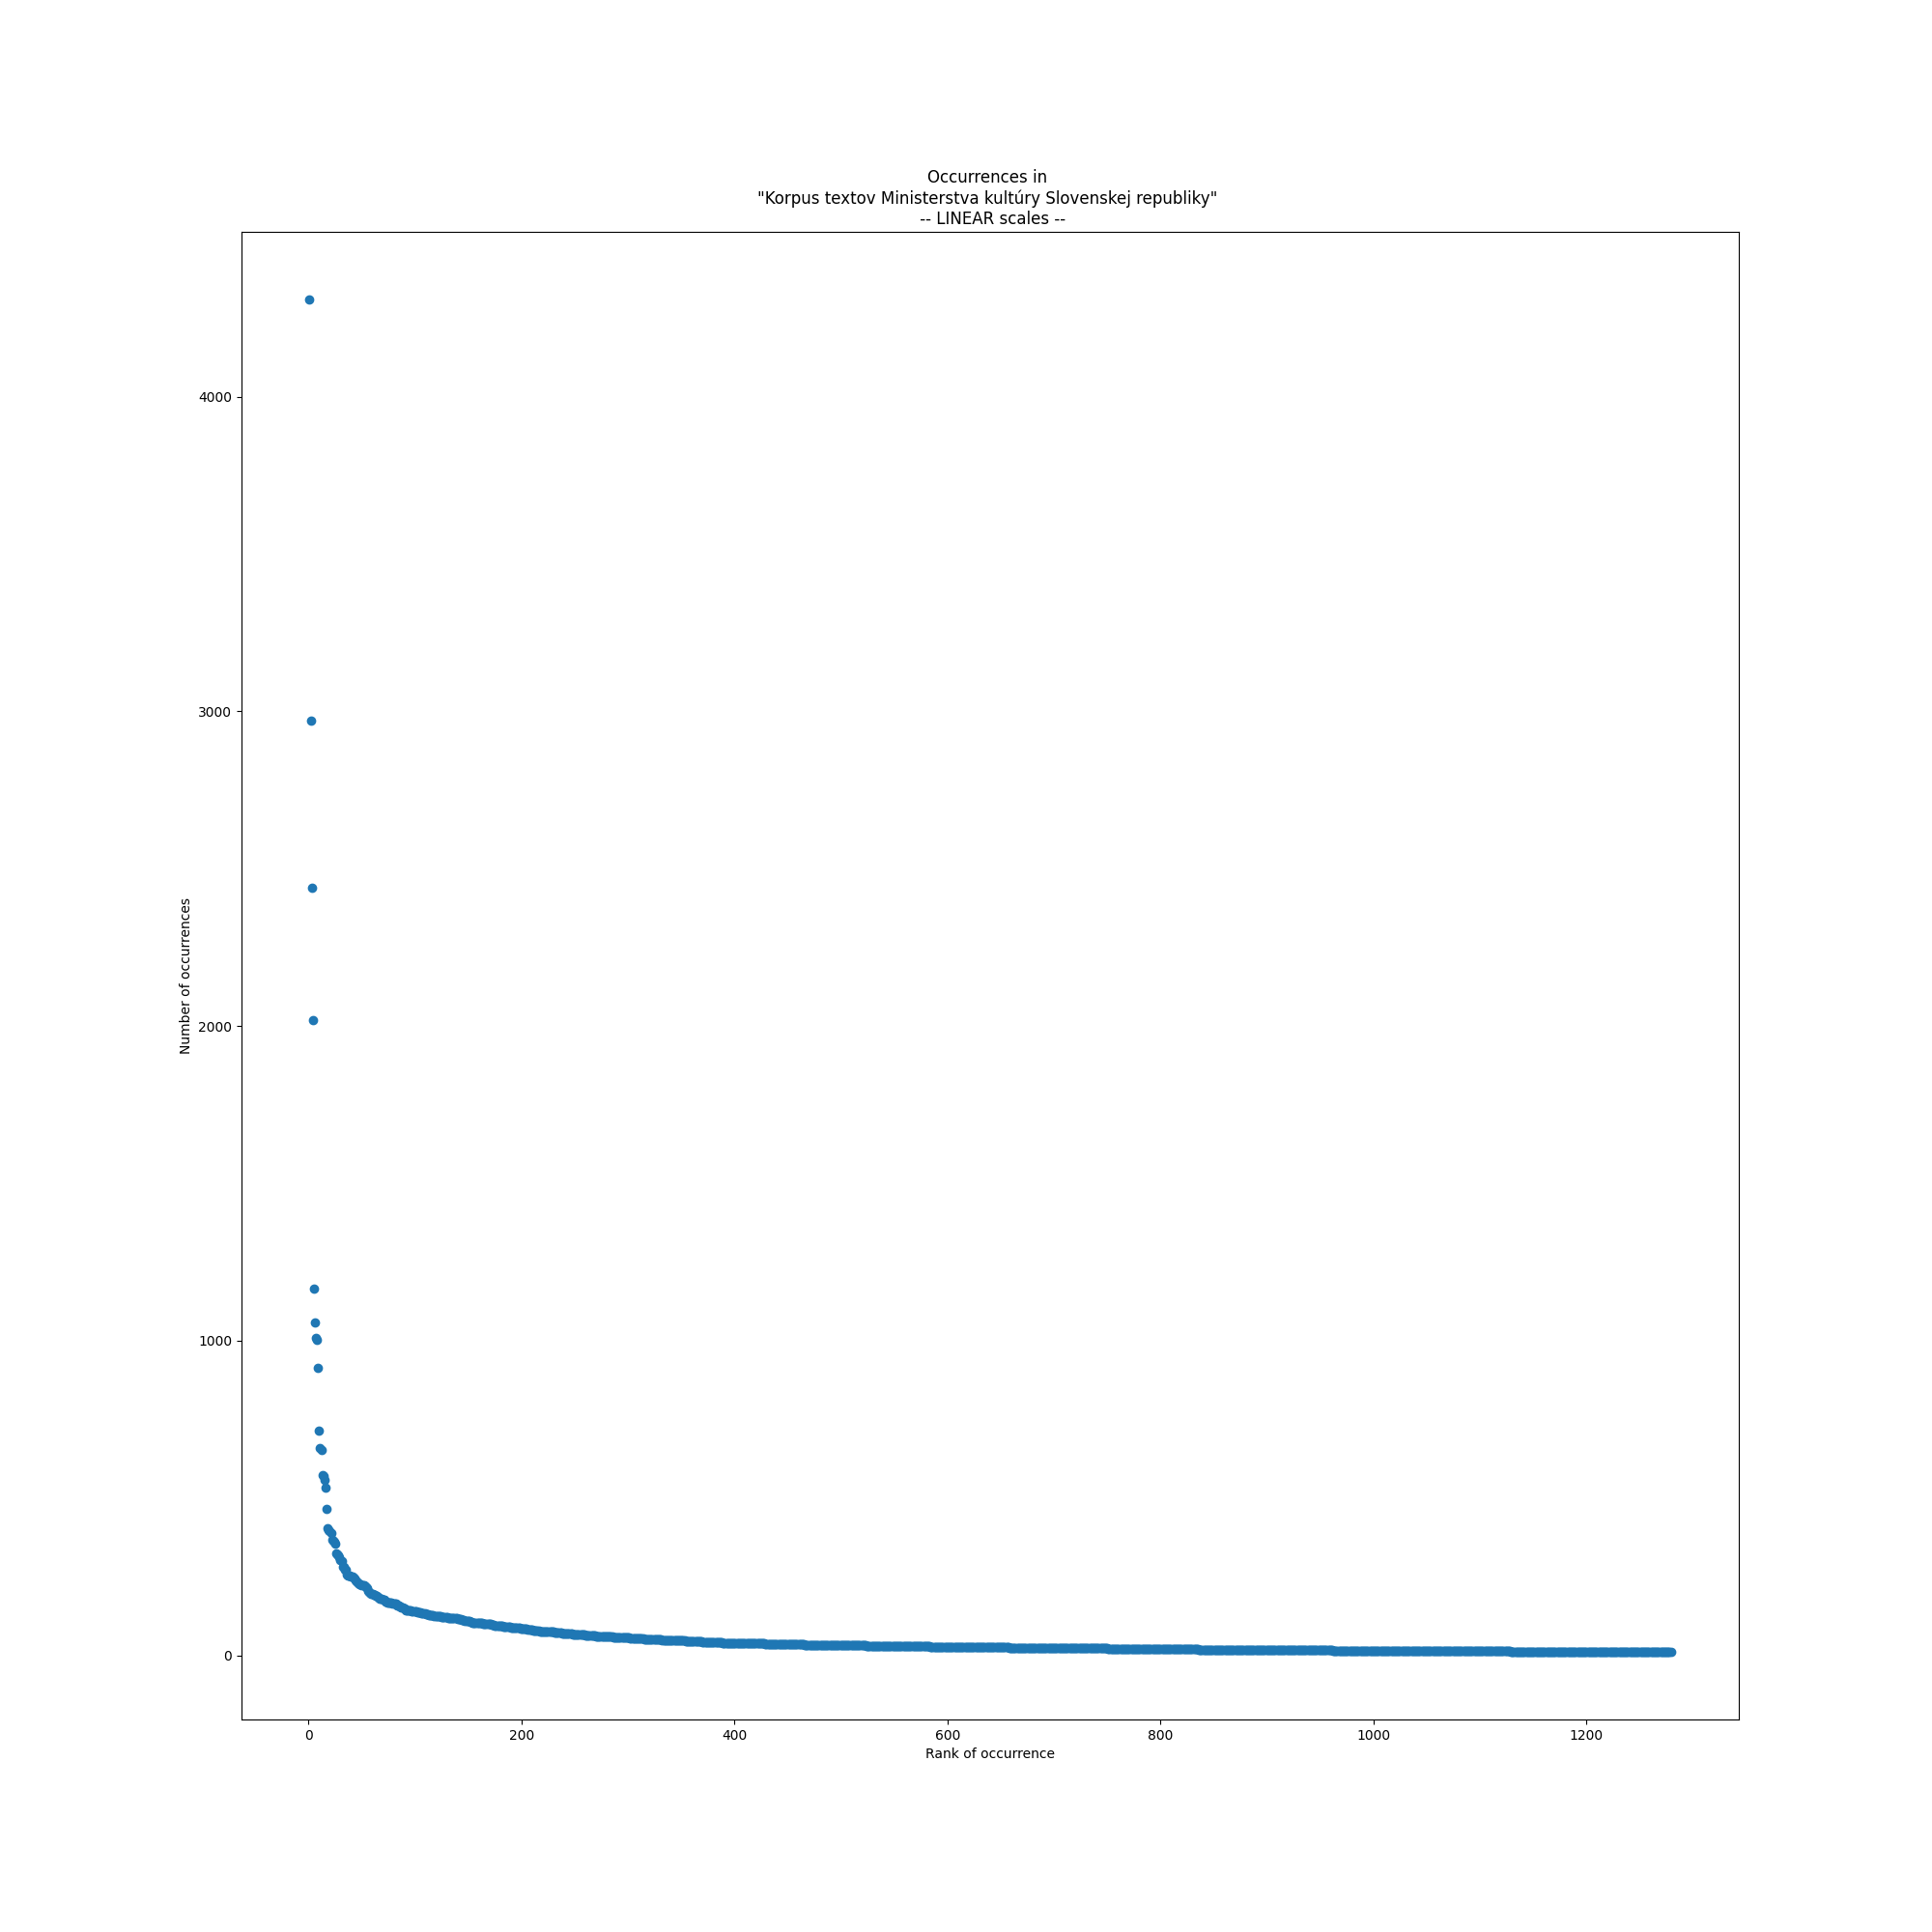 Occurrences in
"Korpus textov Ministerstva kultúry Slovenskej republiky"
-- LINEAR scales --
4000
3000
2000
1000
0
Number of occurrences
0 200 400 600 800 1000 1200
Rank of occurrence